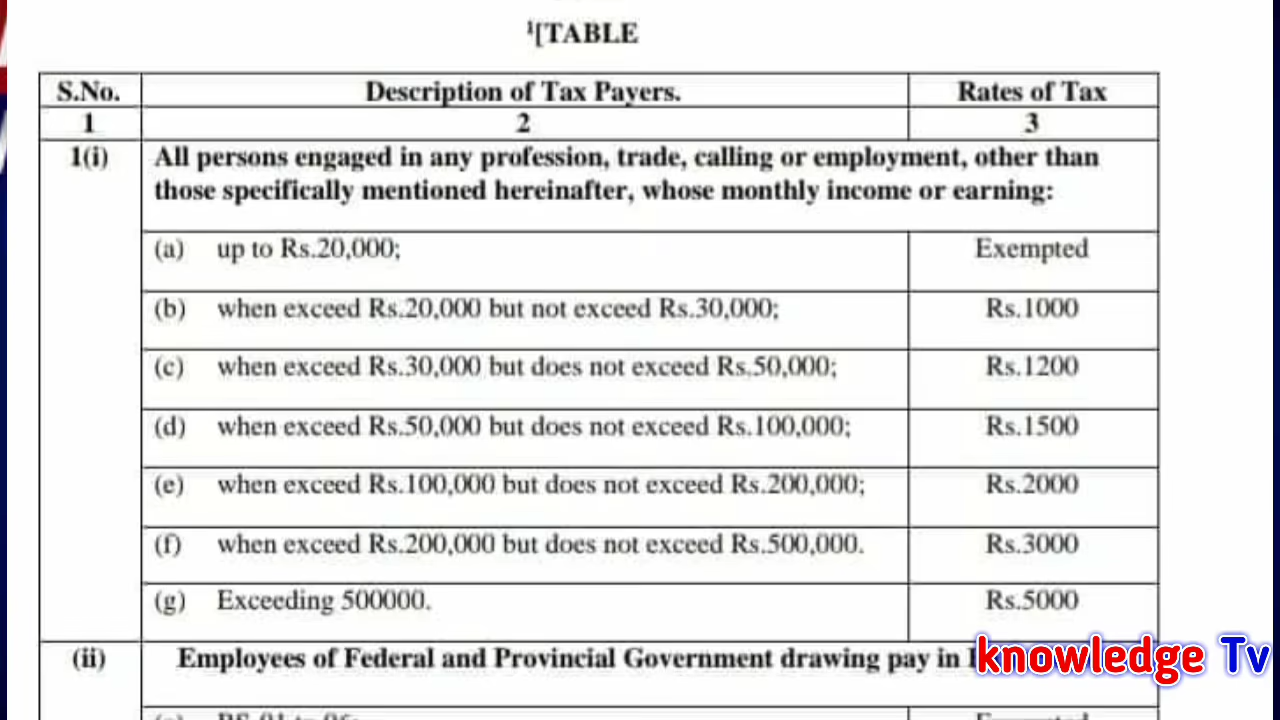 ¹[TABLE
S.No. Description of Tax Payers. Rates of Tax
1 2 3
1(i) All persons engaged in any profession, trade, calling or employment, other than
those specifically mentioned hereinafter, whose monthly income or earning:
(a) up to Rs.20,000; Exempted
(b) when exceed Rs.20,000 but not exceed Rs.30,000; Rs.1000
(c) when exceed Rs.30,000 but does not exceed Rs.50,000; Rs.1200
(d) when exceed Rs.50,000 but does not exceed Rs.100,000; Rs.1500
(e) when exceed Rs.100,000 but does not exceed Rs.200,000; Rs.2000
(f) when exceed Rs.200,000 but does not exceed Rs.500,000. Rs.3000
(g) Exceeding 500000. Rs.5000
(ii) Employees of Federal and Provincial Government drawing pay in
knowledge Tv